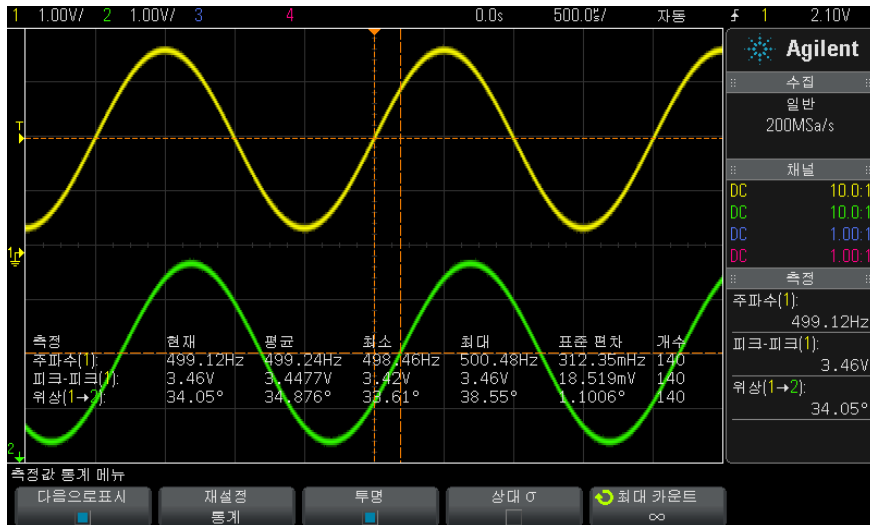 1 1.00V/ 2 1.00V/ 3 4 0.0s 500.0㎲/ 자동 1 2.10V
Agilent
수집
일반
200MSa/s
채널
DC 10.0:1
DC 10.0:1
DC 1.00:1
DC 1.00:1
측정
주파수(1):
499.12Hz
피크-피크(1):
3.46V
위상(1→2):
34.05°
T
1
2
측정 현재 평균 최소 최대 표준 편차 개수
주파수(1): 499.12Hz 499.24Hz 498.46Hz 500.48Hz 312.35mHz 140
피크-피크(1): 3.46V 3.4477V 3.42V 3.46V 18.519mV 140
위상(1→2): 34.05° 34.876° 33.61° 38.55° 1.1006° 140
측정값 통계 메뉴
다음으로표시 재설정 투명 상대 σ 최대 카운트
통계 ∞